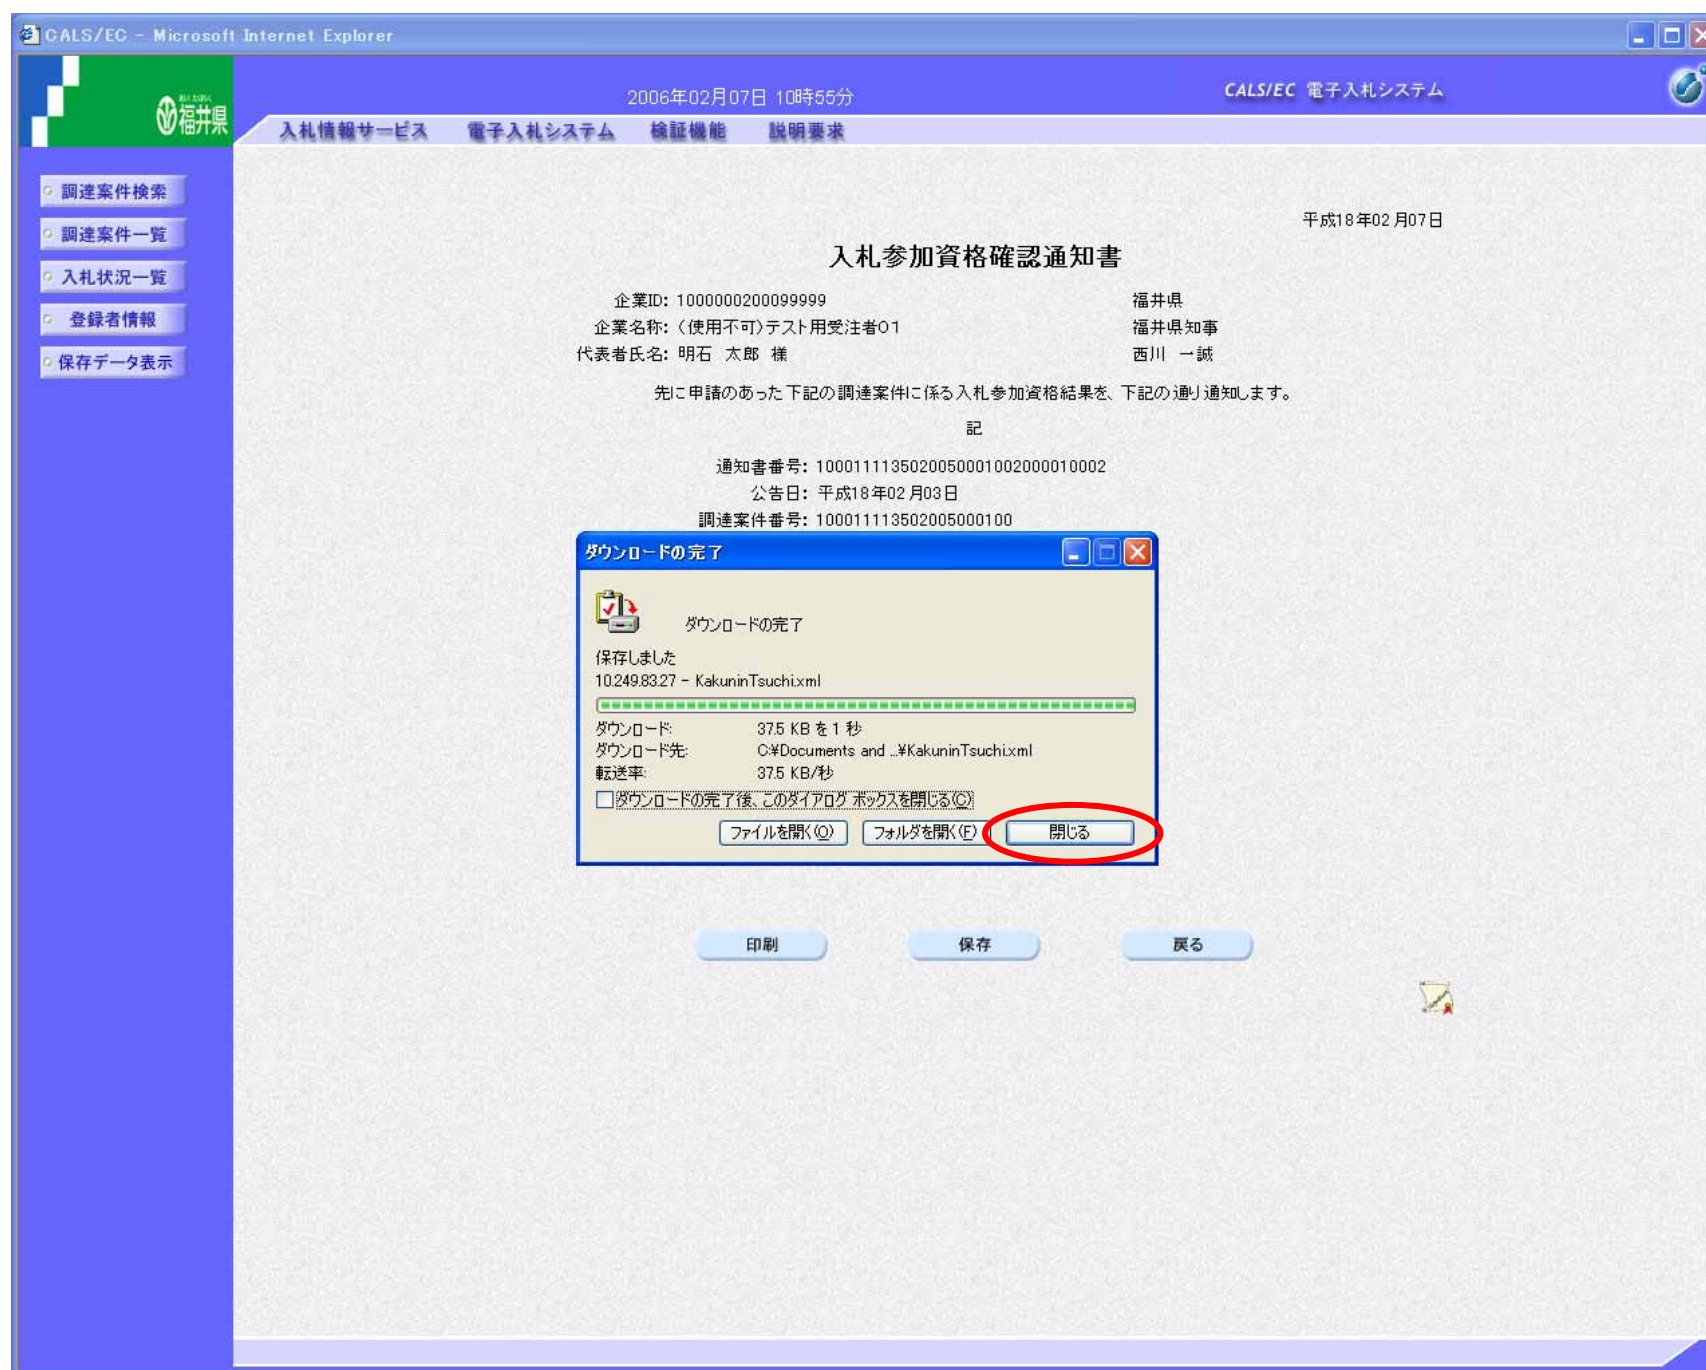 CALS/EC - Microsoft Internet Explorer
福井県
2006年02月07日 10時55分
CALS/EC 電子入札システム
入札情報サービス 電子入札システム 検証機能 説明要求
調達案件検索
調達案件一覧
入札状況一覧
登録者情報
保存データ表示
平成18年02月07日
入札参加資格確認通知書
企業ID: 1000000200099999 福井県
企業名称: (使用不可)テスト用受注者01 福井県知事
代表者氏名: 明石 太郎 様 西川 一誠
先に申請のあった下記の調達案件に係る入札参加資格結果を、下記の通り通知します。
記
通知書番号: 1000111135020050001002000010002
公告日: 平成18年02月03日
調達案件番号: 100011113502005000100
ダウンロードの完了
ダウンロードの完了
保存しました
10.249.83.27 - KakuninTsuchi.xml
ダウンロード: 37.5 KB を 1 秒
ダウンロード先: C:¥Documents and ...¥KakuninTsuchi.xml
転送率: 37.5 KB/秒
ダウンロードの完了後、このダイアログ ボックスを閉じる(C)
ファイルを開く(O) フォルダを開く(F) 閉じる
印刷 保存 戻る